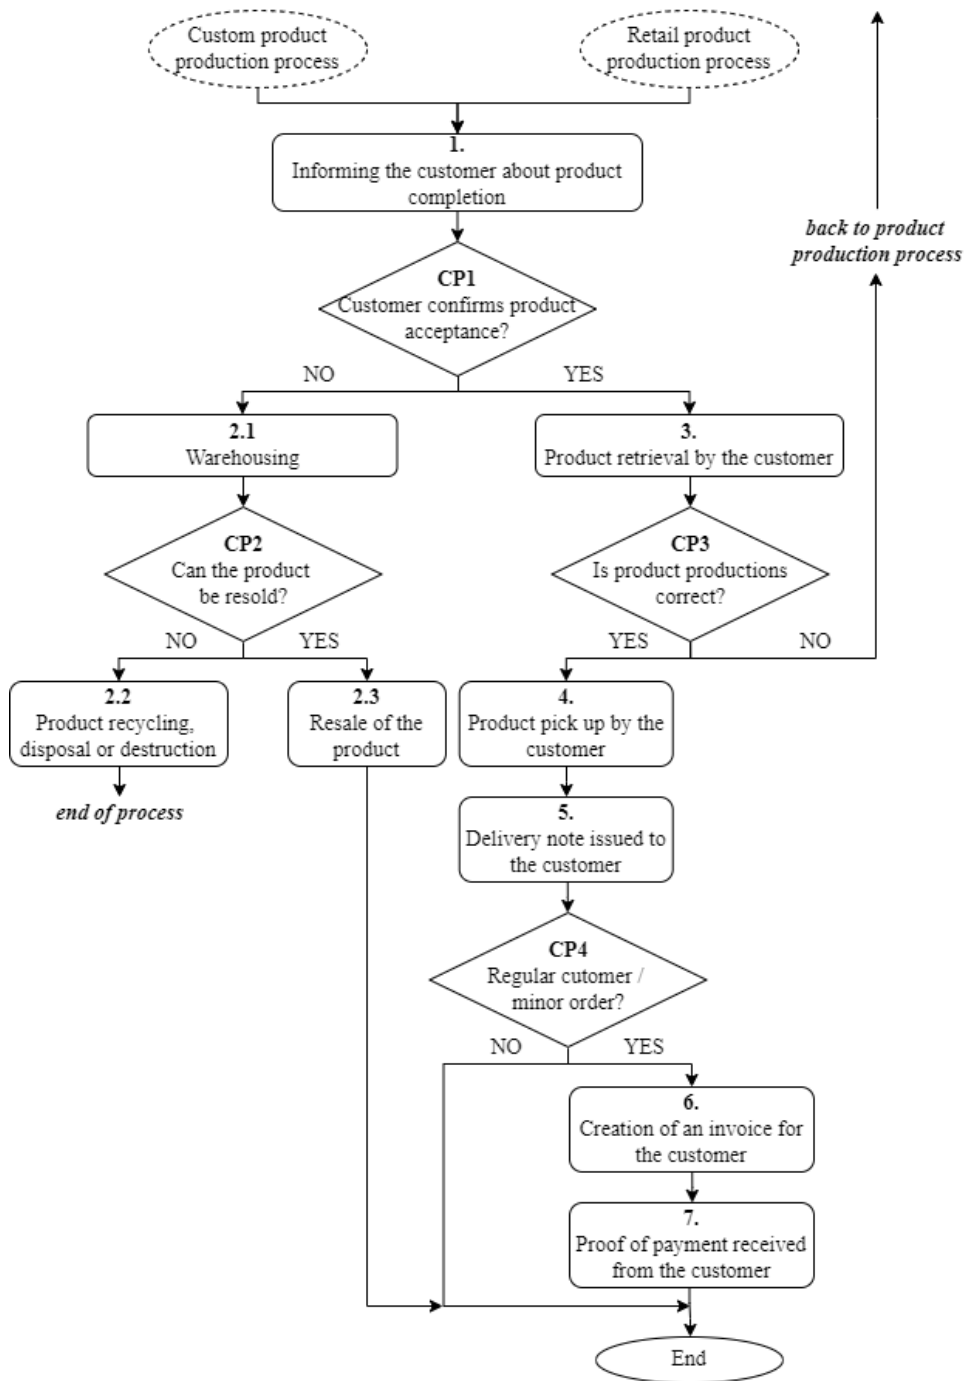 Custom product
production process
Retail product
production process
1.
Informing the customer about product
completion
back to product
production process
CP1
Customer confirms product
acceptance?
NO
YES
2.1
Warehousing
3.
Product retrieval by the customer
CP2
Can the product
be resold?
CP3
Is product productions
correct?
NO
YES
YES
NO
2.2
Product recycling,
disposal or destruction
2.3
Resale of the
product
4.
Product pick up by the
customer
end of process
5.
Delivery note issued to
the customer
CP4
Regular cutomer /
minor order?
NO
YES
6.
Creation of an invoice for
the customer
7.
Proof of payment received
from the customer
End